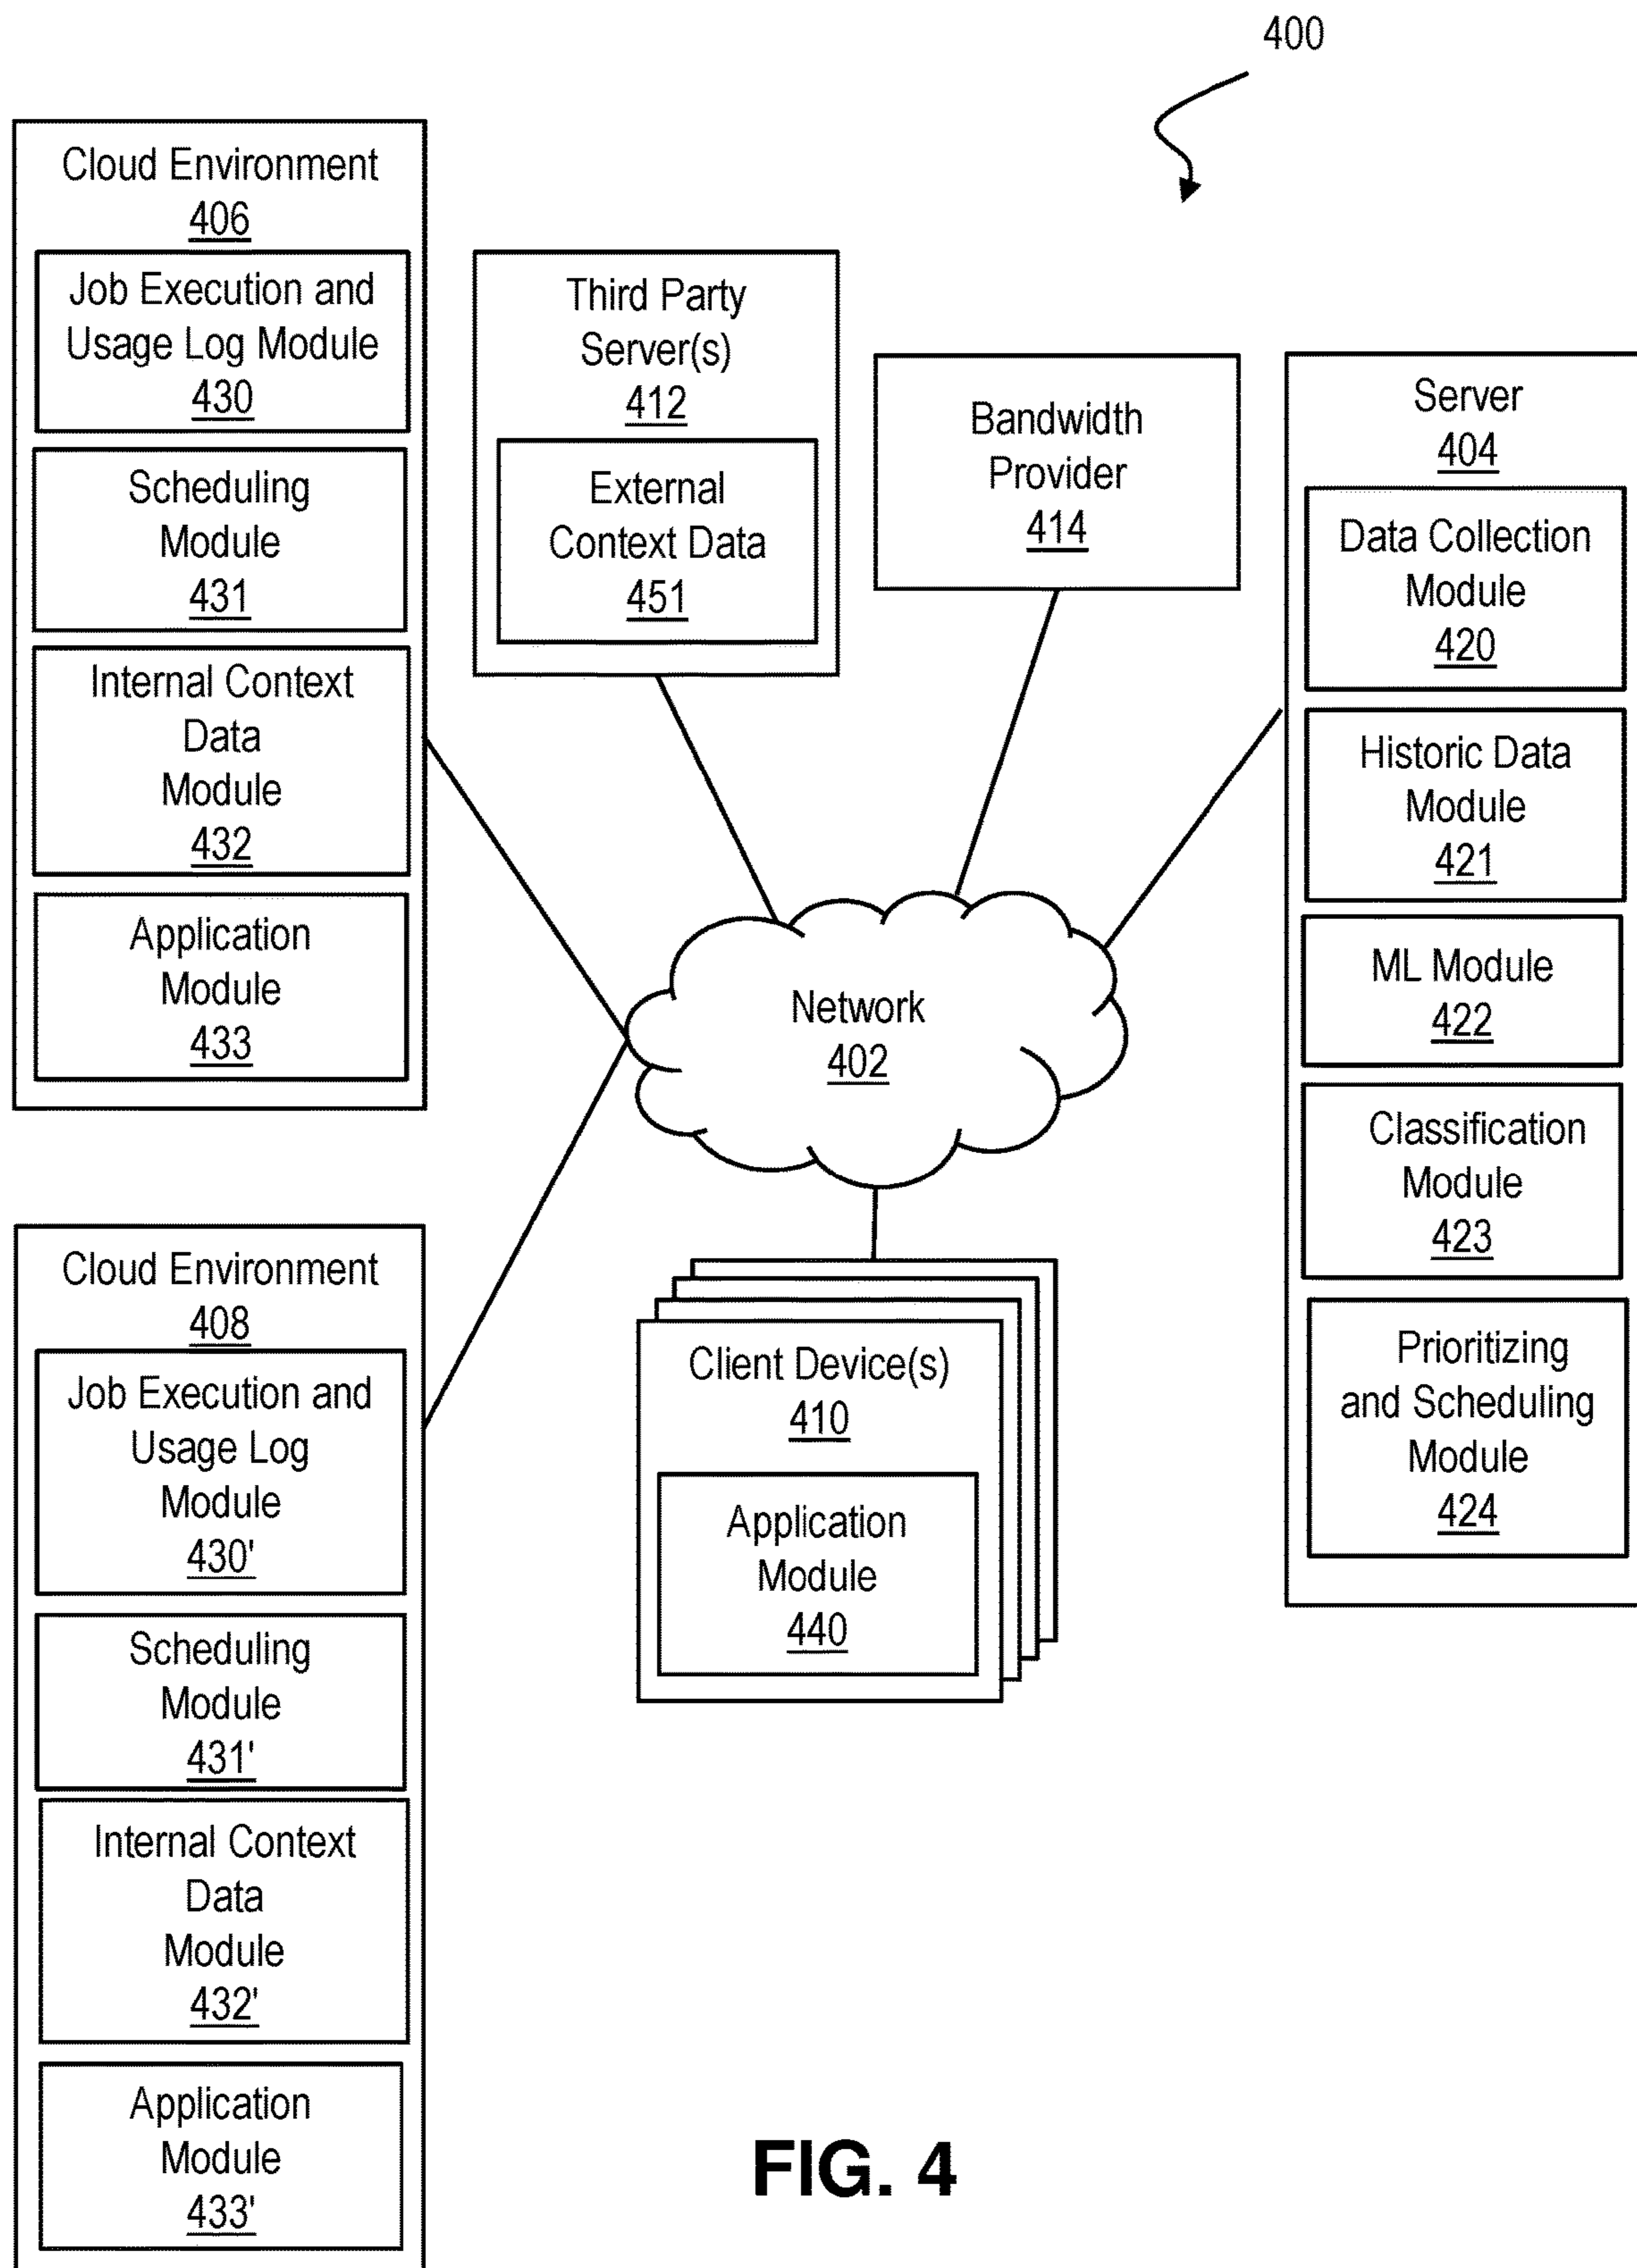 400
Cloud Environment
406
Job Execution and
Usage Log Module
430
Scheduling
Module
431
Internal Context
Data
Module
432
Application
Module
433
Third Party
Server(s)
412
External
Context Data
451
Bandwidth
Provider
414
Server
404
Data Collection
Module
420
Historic Data
Module
421
ML Module
422
Classification
Module
423
Prioritizing
and Scheduling
Module
424
Network
402
Cloud Environment
408
Job Execution and
Usage Log
Module
430'
Scheduling
Module
431'
Internal Context
Data
Module
432'
Application
Module
433'
Client Device(s)
410
Application
Module
440
FIG. 4